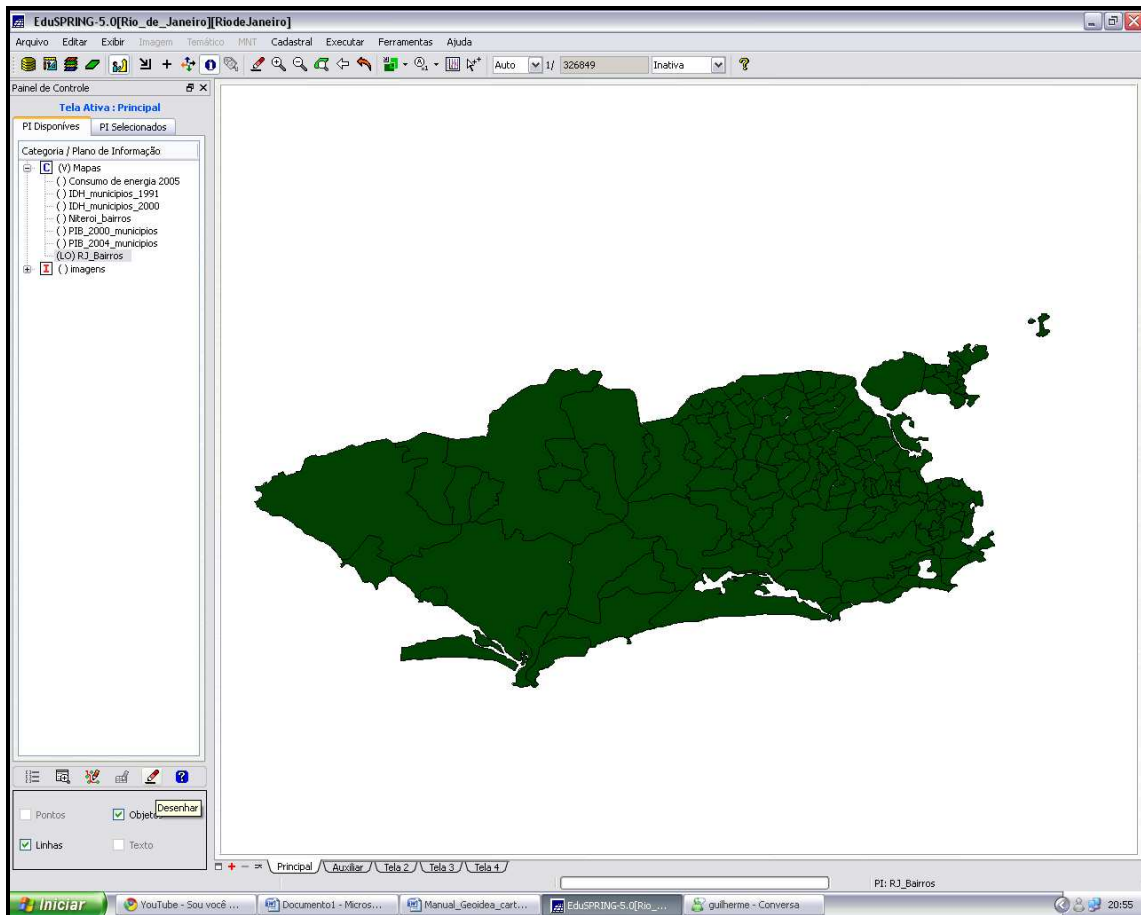 EduSPRING-5.0[Rio_de_Janeiro][RiodeJaneiro]
Arquivo Editar Exibir Imagem Temático MNT Cadastral Executar Ferramentas Ajuda
Auto 1/ 326849 Inativa
Painel de Controle
Tela Ativa : Principal
PI Disponíves PI Selecionados
Categoria / Plano de Informação
C (V) Mapas
( ) Consumo de energia 2005
( ) IDH_municipios_1991
( ) IDH_municipios_2000
( ) Niteroi_bairros
( ) PIB_2000_municipios
( ) PIB_2004_municipios
(LO) RJ_Bairros
I ( ) imagens
Desenhar
Pontos Objetos
Linhas Texto
Principal Auxiliar Tela 2 Tela 3 Tela 4
PI: RJ_Bairros
Iniciar YouTube - Sou você ... Documento1 - Micros... Manual_Geoidea_cart... EduSPRING-5.0[Rio_... guilherme - Conversa 20:55